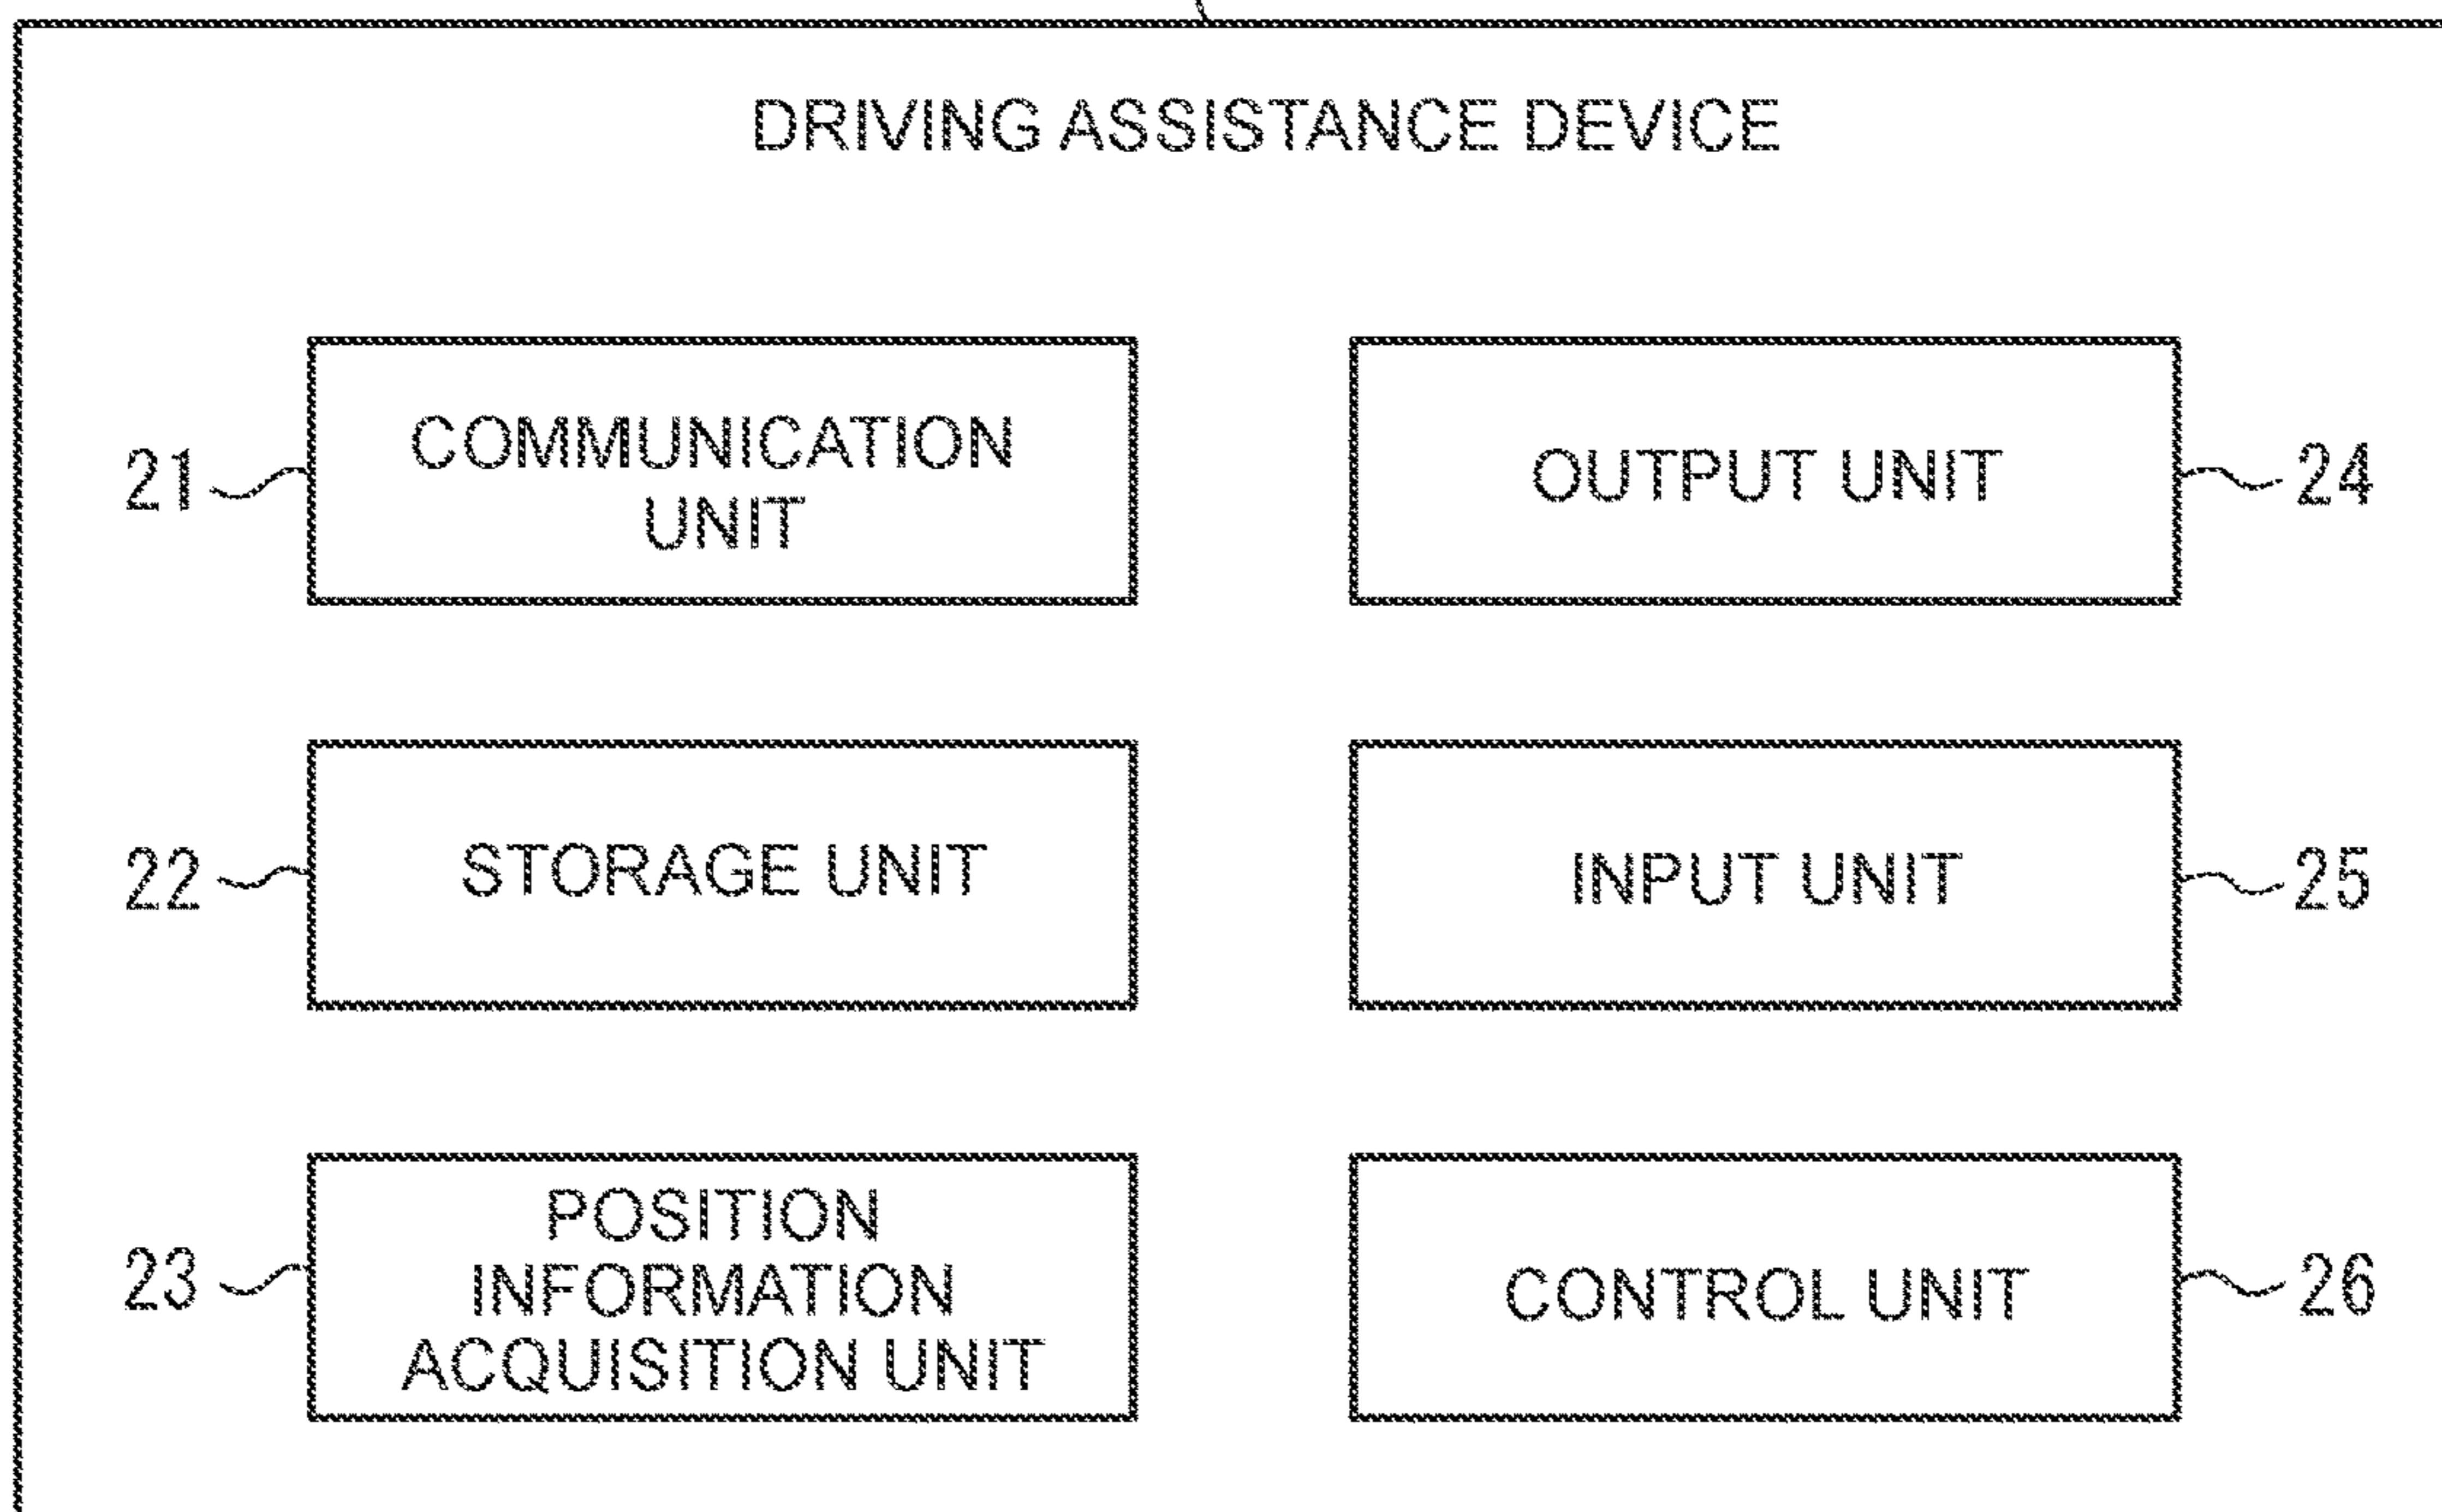 DRIVING ASSISTANCE DEVICE
21
COMMUNICATION
UNIT
OUTPUT UNIT
24
22
STORAGE UNIT
INPUT UNIT
25
23
POSITION
INFORMATION
ACQUISITION UNIT
CONTROL UNIT
26